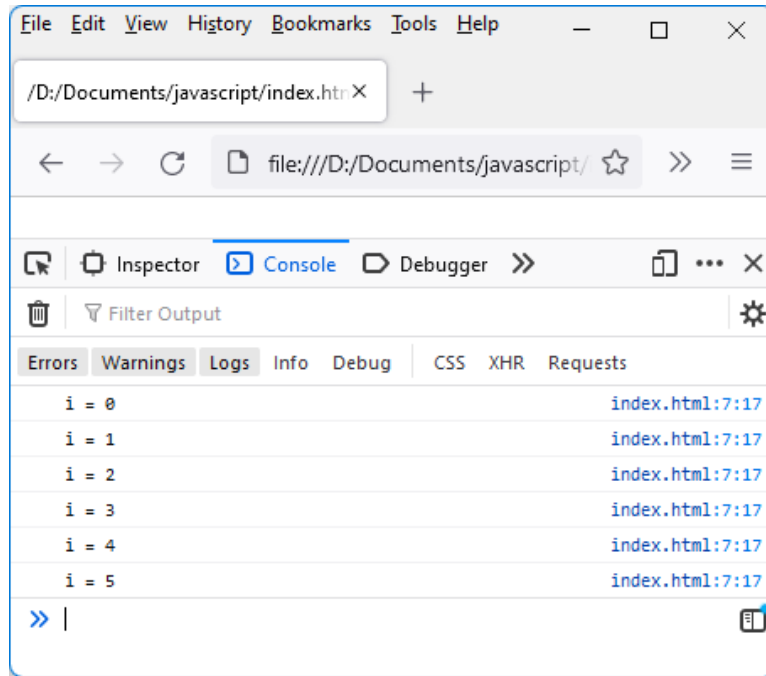 File Edit View History Bookmarks Tools Help
/D:/Documents/javascript/index.htm
file:///D:/Documents/javascript/
Inspector Console Debugger
Filter Output
Errors Warnings Logs Info Debug CSS XHR Requests
i = 0 index.html:7:17
i = 1 index.html:7:17
i = 2 index.html:7:17
i = 3 index.html:7:17
i = 4 index.html:7:17
i = 5 index.html:7:17